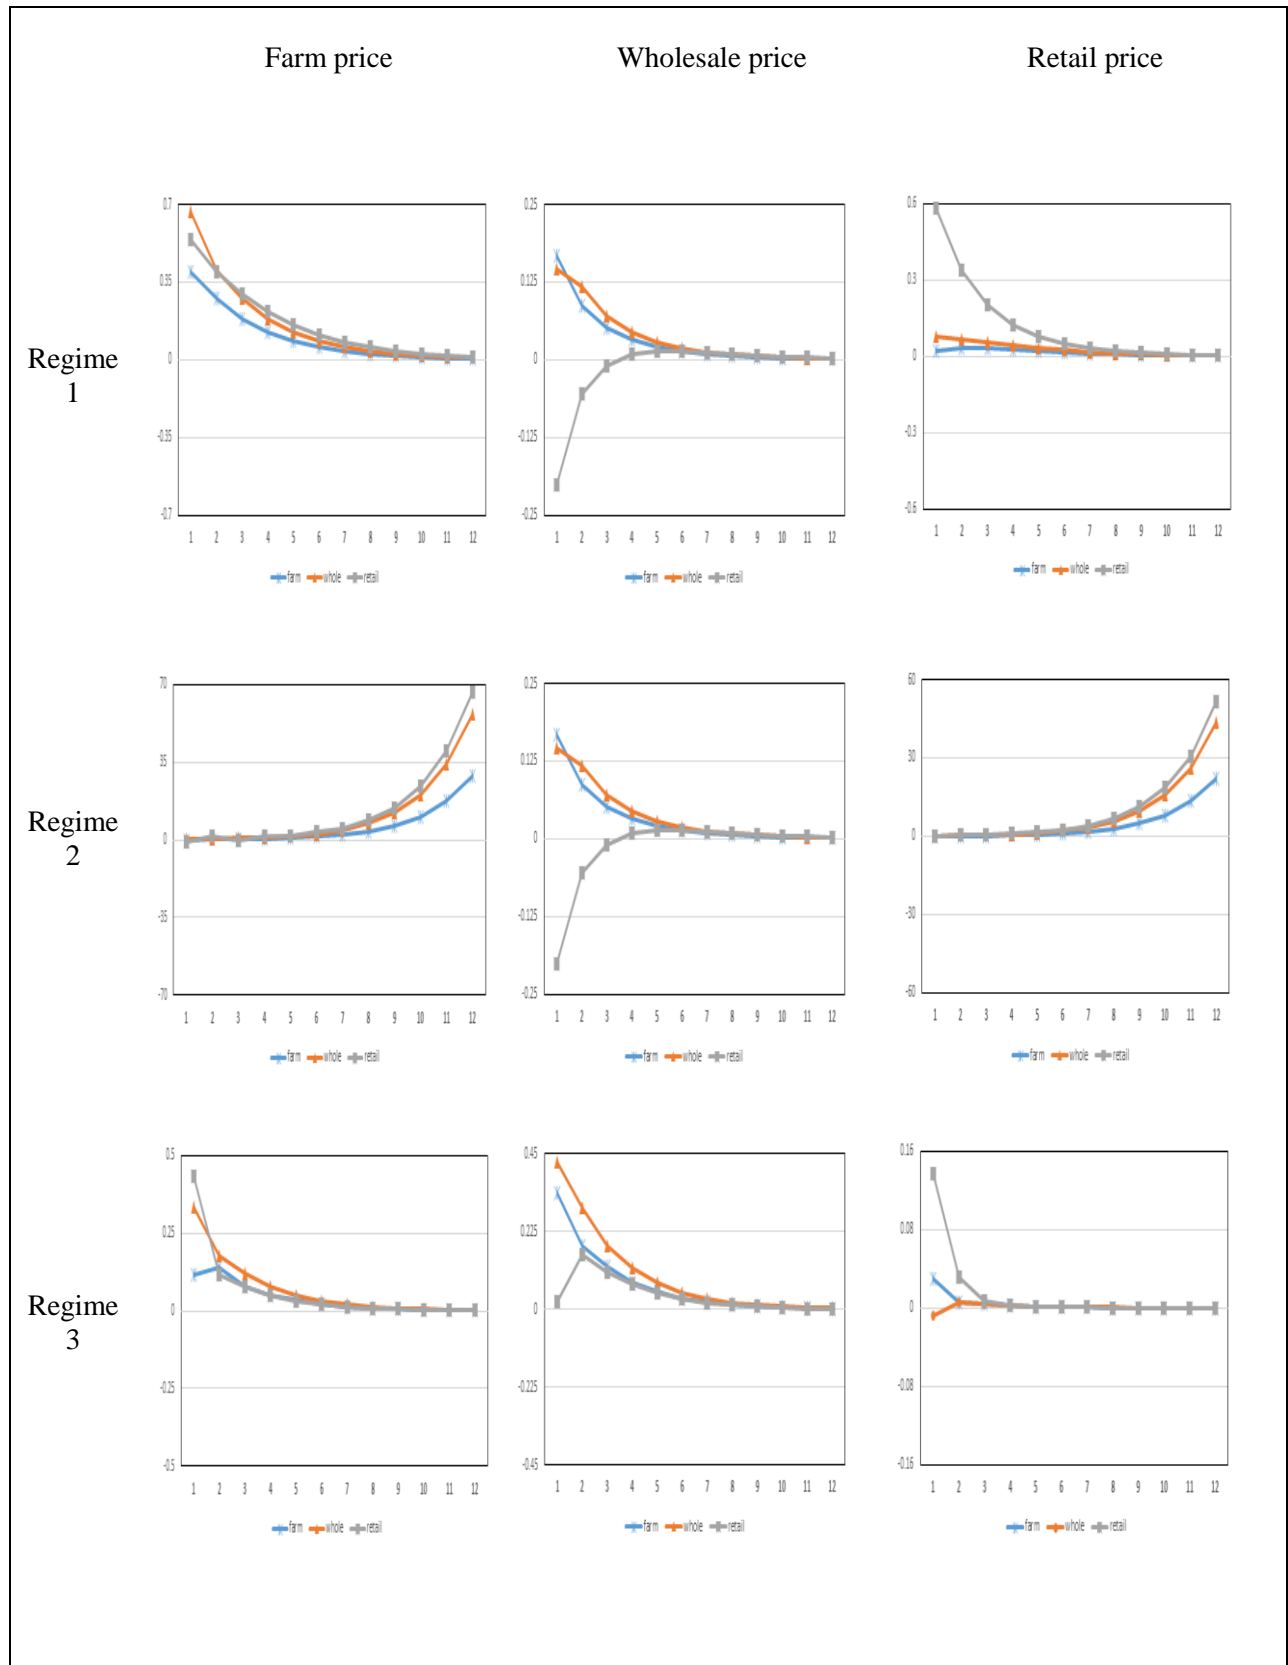 Farm price Wholesale price Retail price
Regime
1
0.7
0.35
0
-0.35
-0.7
1 2 3 4 5 6 7 8 9 10 11 12
farm whole retail
0.25
0.125
0
-0.125
-0.25
1 2 3 4 5 6 7 8 9 10 11 12
farm whole retail
0.6
0.3
0
-0.3
-0.6
1 2 3 4 5 6 7 8 9 10 11 12
farm whole retail
Regime
2
70
35
0
-35
-70
1 2 3 4 5 6 7 8 9 10 11 12
farm whole retail
0.25
0.125
0
-0.125
-0.25
1 2 3 4 5 6 7 8 9 10 11 12
farm whole retail
60
30
0
-30
-60
1 2 3 4 5 6 7 8 9 10 11 12
farm whole retail
Regime
3
0.5
0.25
0
-0.25
-0.5
1 2 3 4 5 6 7 8 9 10 11 12
farm whole retail
0.45
0.225
0
-0.225
-0.45
1 2 3 4 5 6 7 8 9 10 11 12
farm whole retail
0.16
0.08
0
-0.08
-0.16
1 2 3 4 5 6 7 8 9 10 11 12
farm whole retail